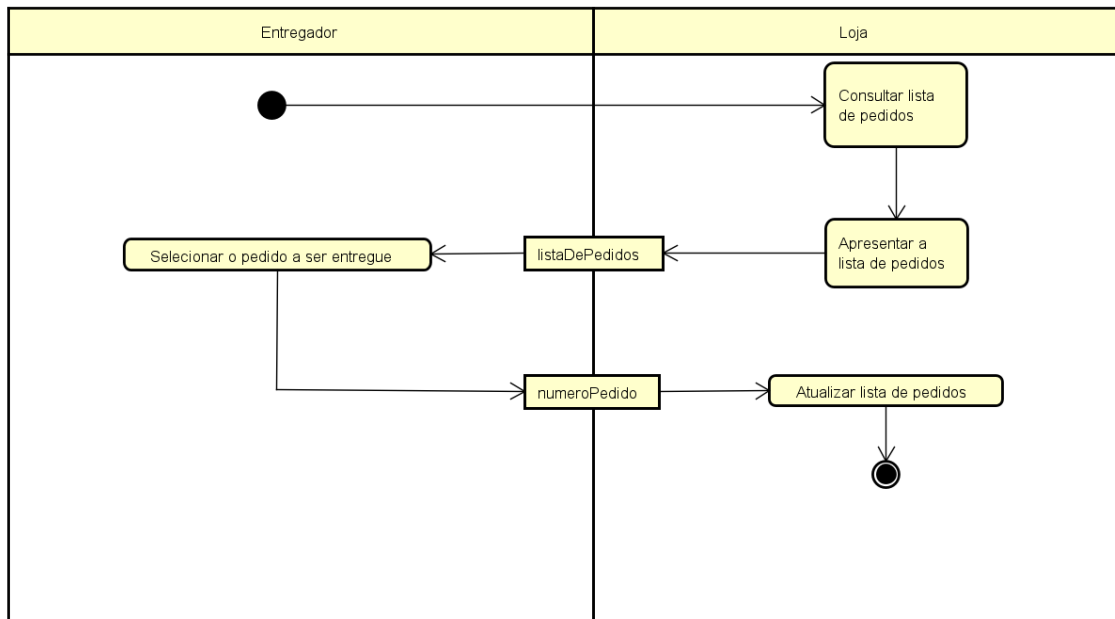 Entregador
Loja
Consultar lista
de pedidos
Apresentar a
lista de pedidos
listaDePedidos
Selecionar o pedido a ser entregue
numeroPedido
Atualizar lista de pedidos